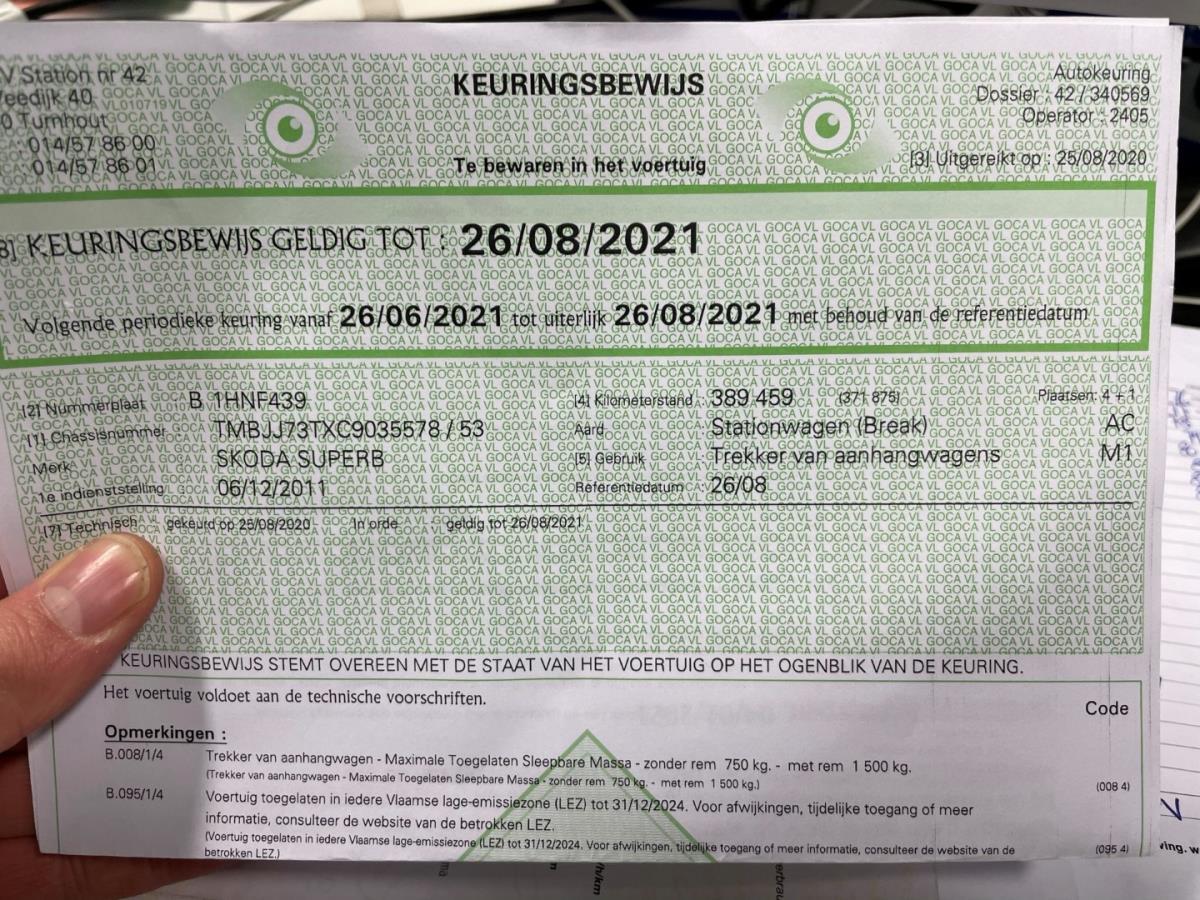 V Station nr 42
eedijk 40
0 Turnhout
014/57 86 00
014/57 86 01
KEURINGSBEWIJS
Te bewaren in het voertuig
Autokeuring
Dossier : 42 / 340569
Operator : 2405
[3] Uitgereikt op : 25/08/2020
8] KEURINGSBEWIJS GELDIG TOT : 26/08/2021
Volgende periodieke keuring vanaf 26/06/2021 tot uiterlijk 26/08/2021 met behoud van de referentiedatum
[2] Nummerplaat B 1HNF439 [4] Kilometerstand : 389 459 (371 875) Plaatsen: 4 + 1
[1] Chassisnummer TMBJJ73TXC9035578 / 53 Aard Stationwagen (Break) AC
Merk SKODA SUPERB [5] Gebruik Trekker van aanhangwagens M1
1e indienststelling 06/12/2011 Referentiedatum 26/08
[7] Technisch gekeurd op 25/08/2020 In orde geldig tot 26/08/2021
KEURINGSBEWIJS STEMT OVEREEN MET DE STAAT VAN HET VOERTUIG OP HET OGENBLIK VAN DE KEURING.
Het voertuig voldoet aan de technische voorschriften.
Code
Opmerkingen :
B.008/1/4 Trekker van aanhangwagen - Maximale Toegelaten Sleepbare Massa - zonder rem 750 kg. - met rem 1 500 kg.
(Trekker van aanhangwagen - Maximale Toegelaten Sleepbare Massa - zonder rem 750 kg. - met rem 1 500 kg.) (008 4)
B.095/1/4 Voertuig toegelaten in iedere Vlaamse lage-emissiezone (LEZ) tot 31/12/2024. Voor afwijkingen, tijdelijke toegang of meer
informatie, consulteer de website van de betrokken LEZ.
(Voertuig toegelaten in iedere Vlaamse lage-emissiezone (LEZ) tot 31/12/2024. Voor afwijkingen, tijdelijke toegang of meer informatie, consulteer de website van de
betrokken LEZ.) (095 4)